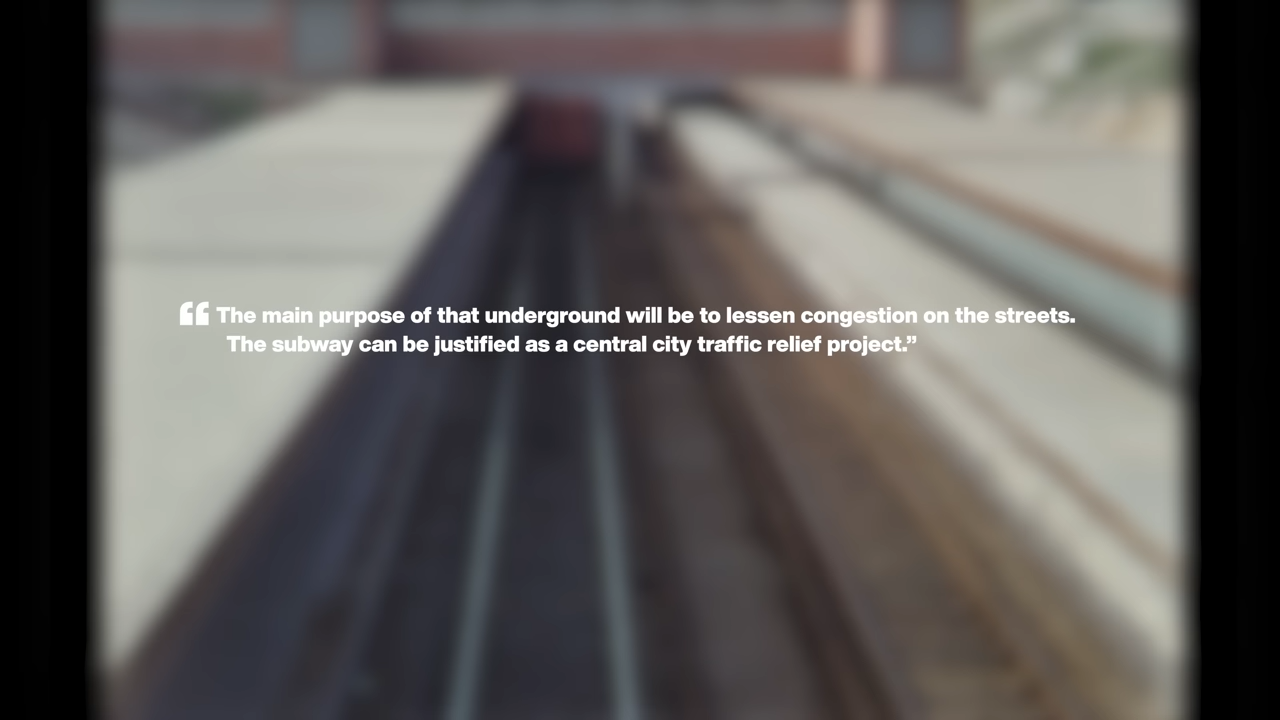 “The main purpose of that underground will be to lessen congestion on the streets.
The subway can be justified as a central city traffic relief project.”